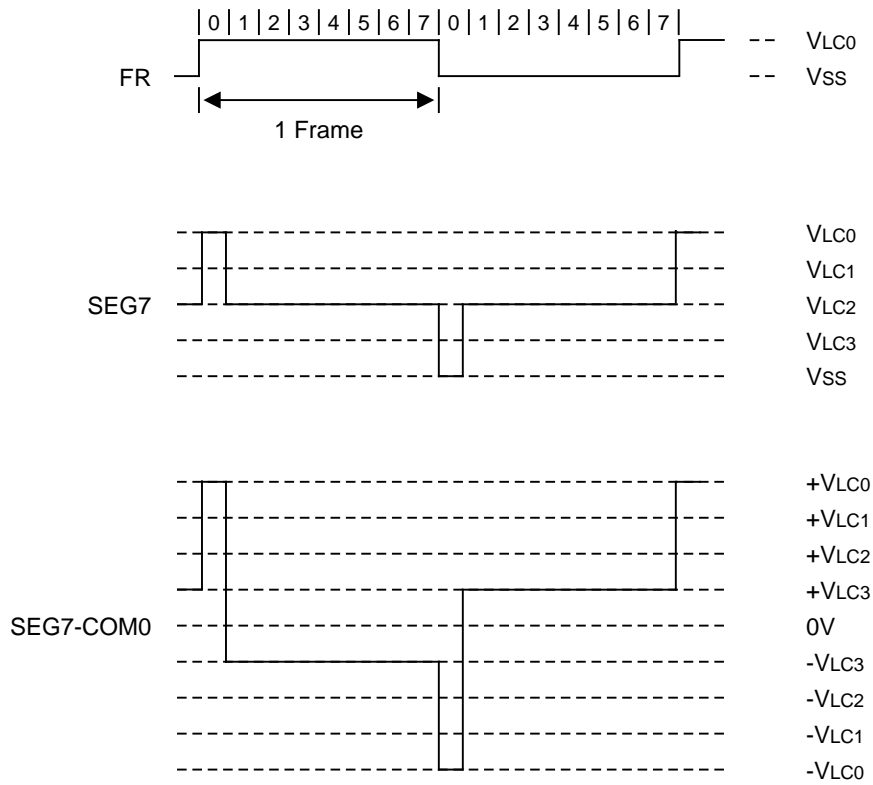 0 1 2 3 4 5 6 7 0 1 2 3 4 5 6 7
VLC0
FR
VSS
1 Frame
VLC0
VLC1
SEG7
VLC2
VLC3
VSS
+VLC0
+VLC1
+VLC2
+VLC3
SEG7-COM0
0V
-VLC3
-VLC2
-VLC1
-VLC0